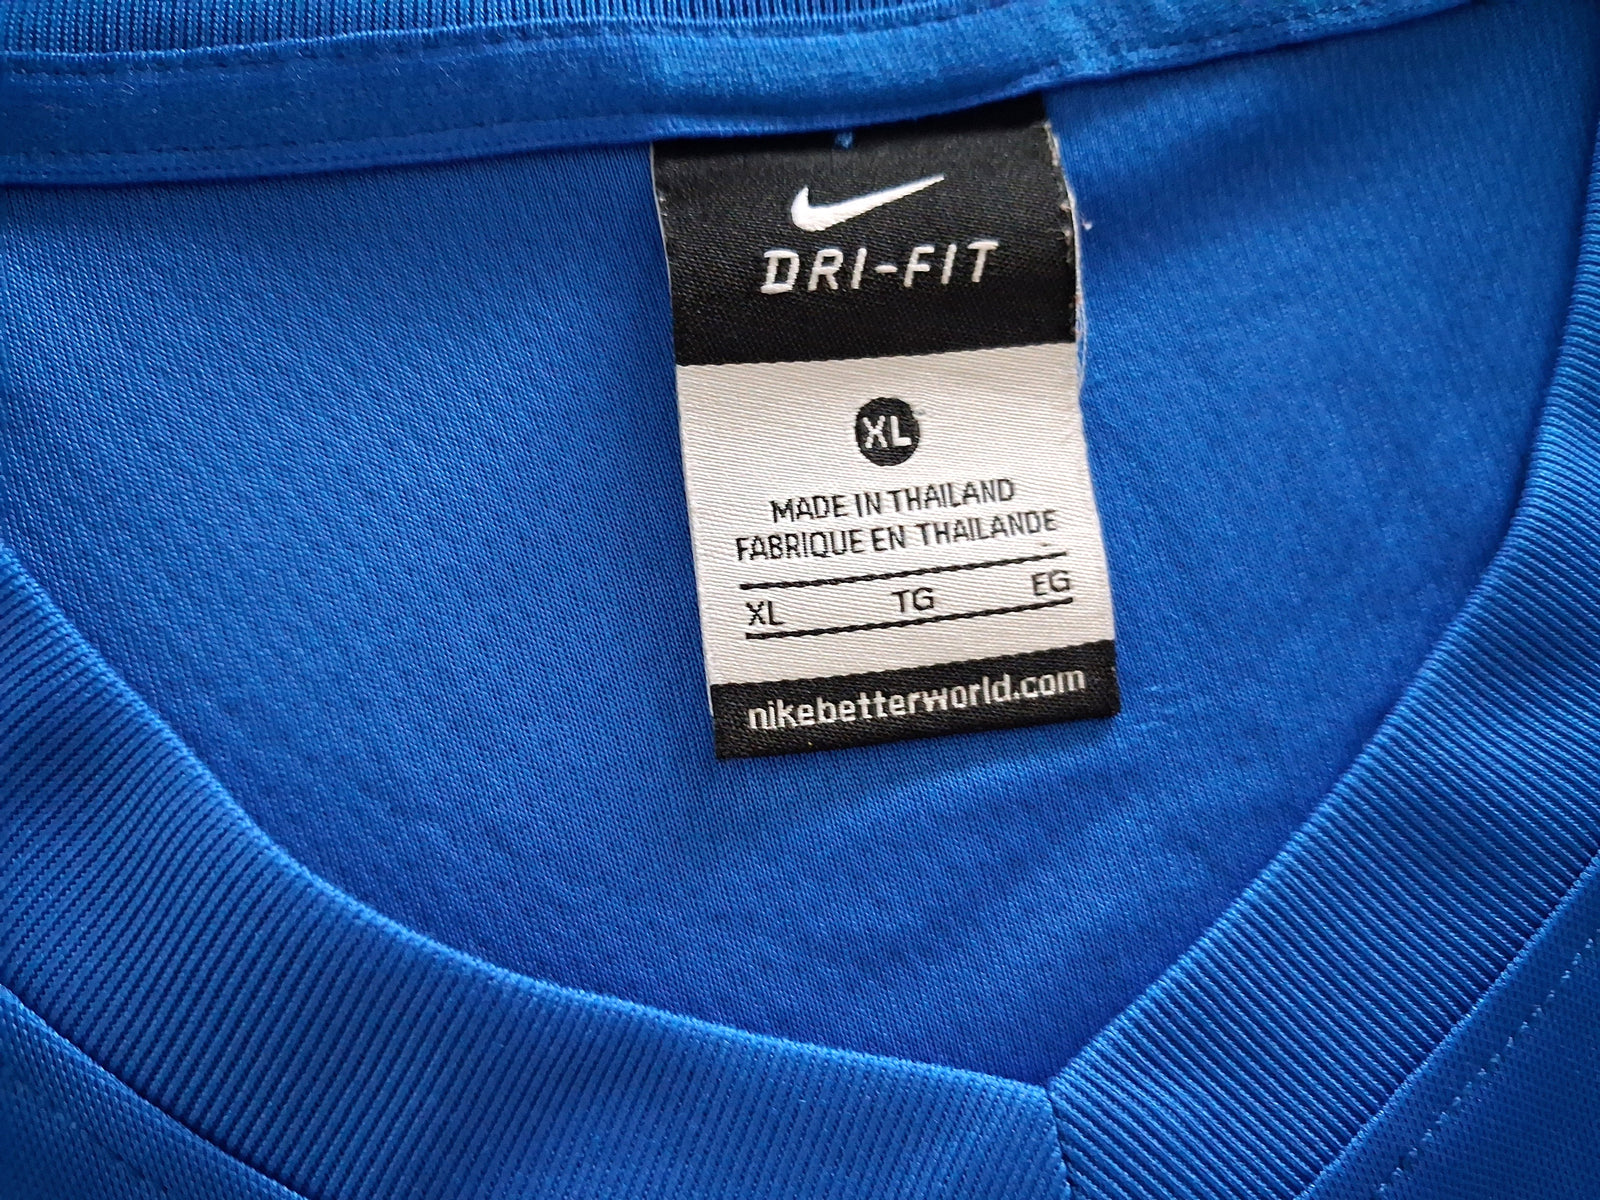 DRI-FIT
XL
MADE IN THAILAND
FABRIQUE EN THAILANDE
XL TG EG
nikebetterworld.com